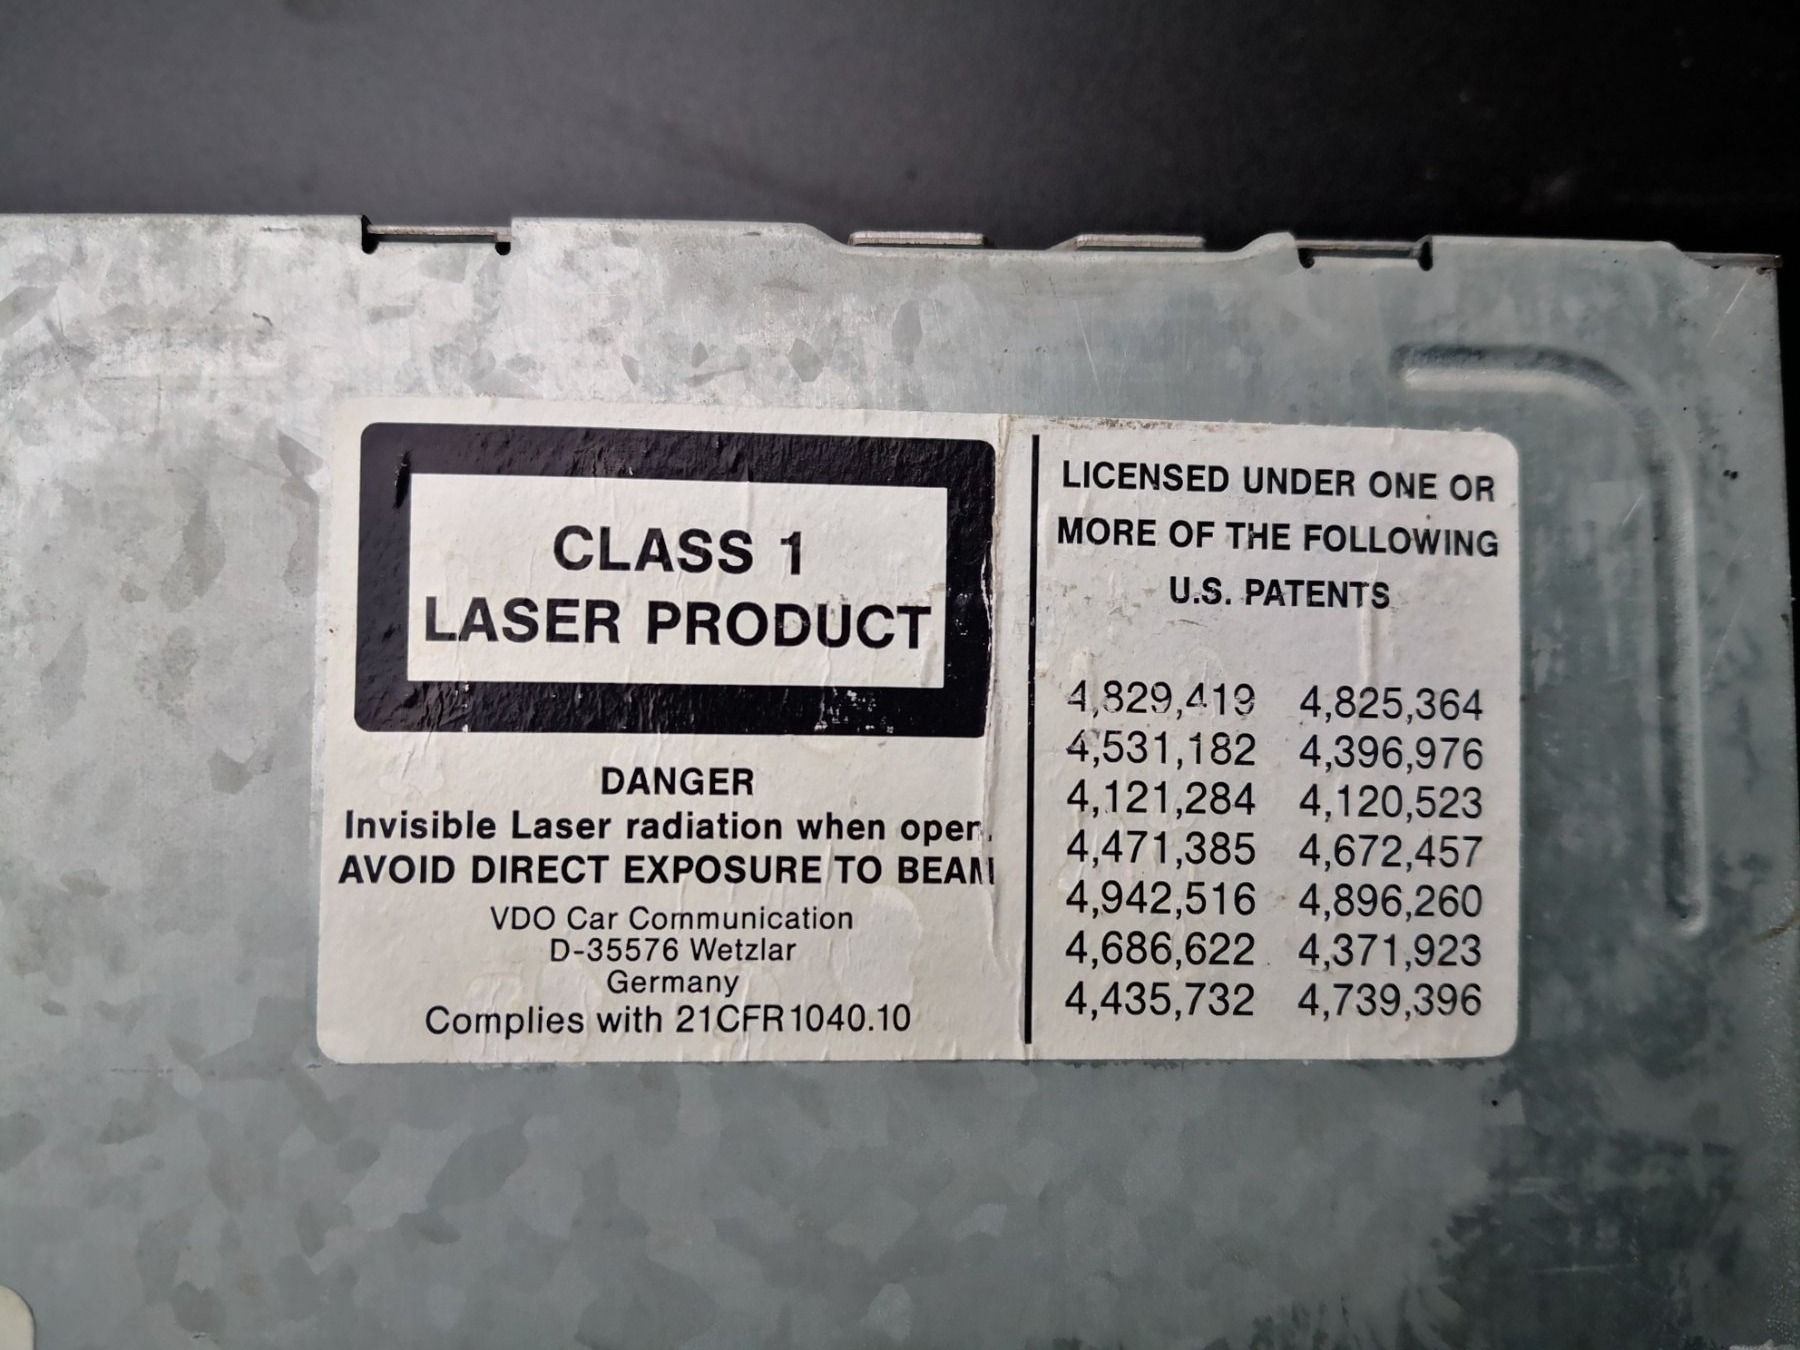 CLASS 1
LASER PRODUCT
DANGER
Invisible Laser radiation when open.
AVOID DIRECT EXPOSURE TO BEAM
VDO Car Communication
D-35576 Wetzlar
Germany
Complies with 21CFR1040.10
LICENSED UNDER ONE OR
MORE OF THE FOLLOWING
U.S. PATENTS
4,829,419 4,825,364
4,531,182 4,396,976
4,121,284 4,120,523
4,471,385 4,672,457
4,942,516 4,896,260
4,686,622 4,371,923
4,435,732 4,739,396